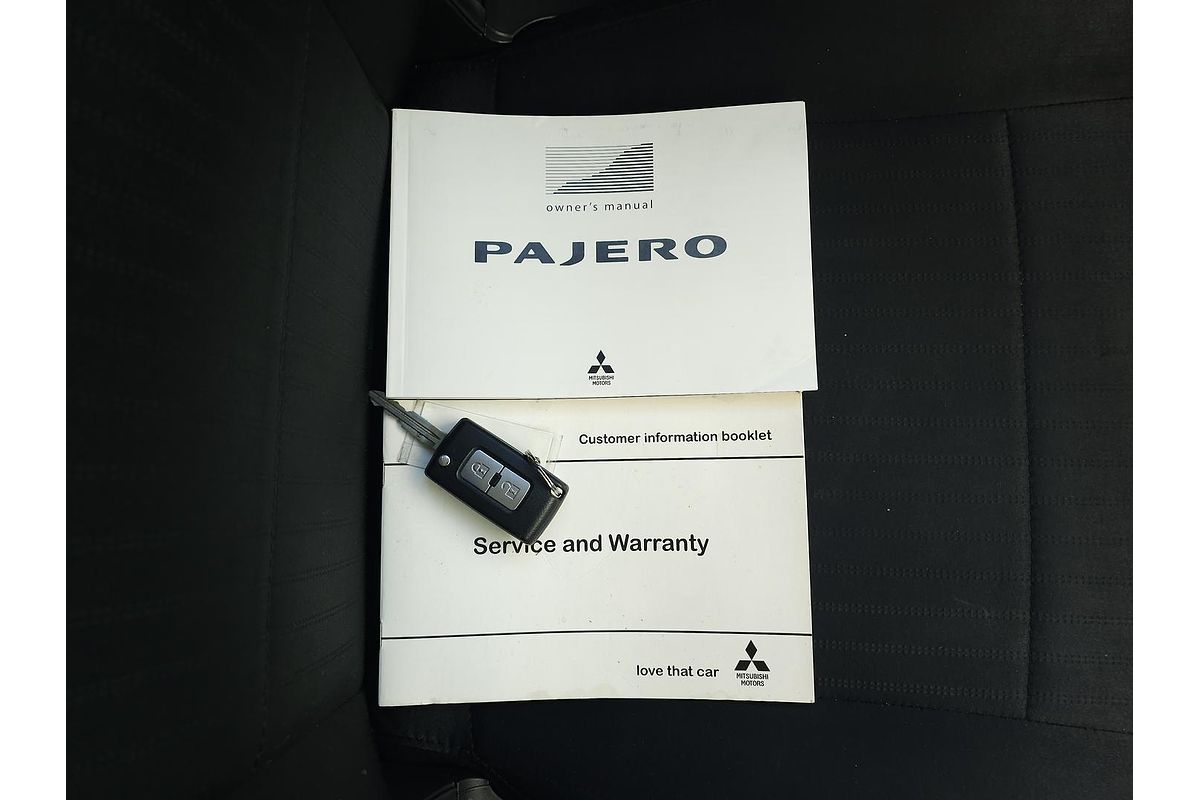 owner's manual
PAJERO
MITSUBISHI
MOTORS
Customer information booklet
Service and Warranty
love that car
MITSUBISHI
MOTORS